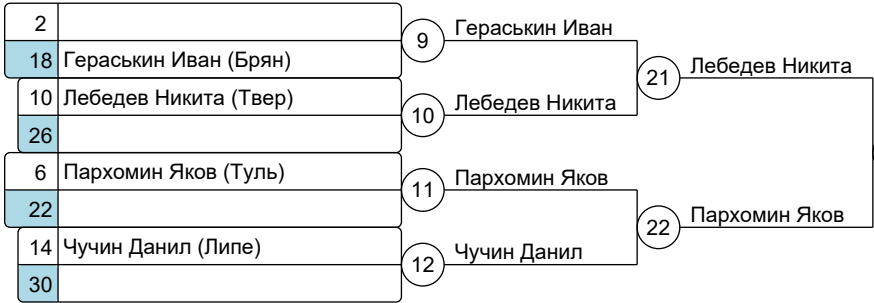 2
18 Гераськин Иван (Брян)
10 Лебедев Никита (Твер)
26
6 Пархомин Яков (Туль)
22
14 Чучин Данил (Липе)
30
9 Гераськин Иван
10 Лебедев Никита
11 Пархомин Яков
12 Чучин Данил
21 Лебедев Никита
22 Пархомин Яков